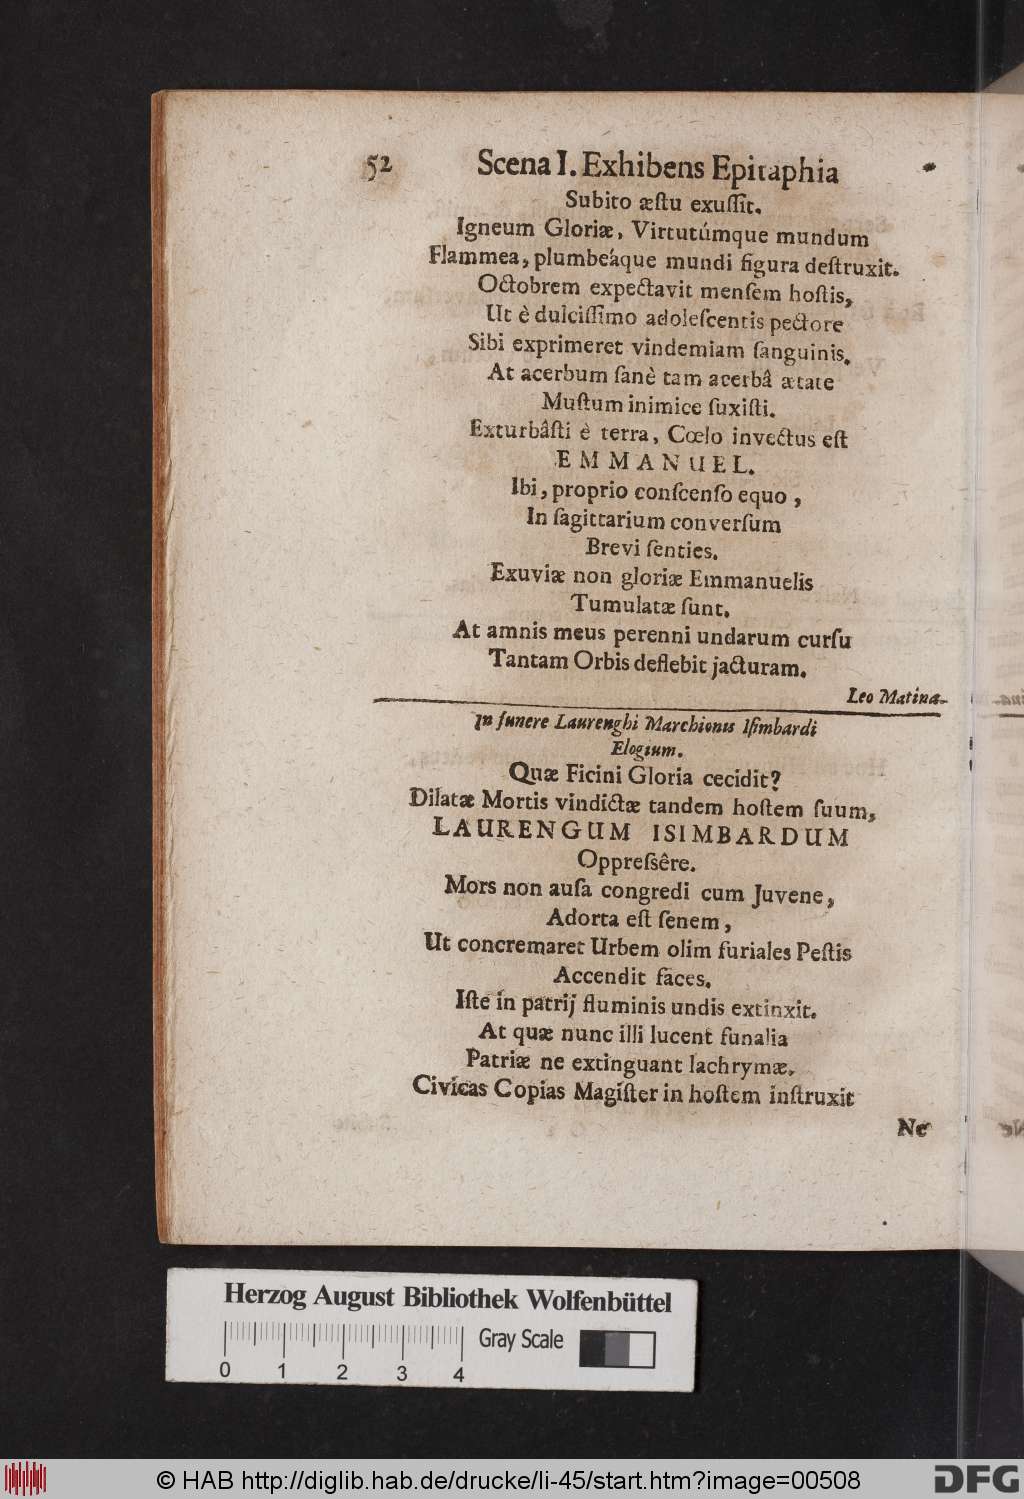 52 Scena I. Exhibens Epitaphia
Subito æstu exussit.
Igneum Gloriæ, Virtutúmque mundum
Flammea, plumbeáque mundi figura destruxit.
Octobrem expectavit mensem hostis,
Ut è dulcissimo adolescentis pectore
Sibi exprimeret vindemiam sanguinis.
At acerbum sanè tam acerbâ ætate
Mustum inimice suxisti.
Exturbâsti è terra, Cœlo invectus est
EMMANUEL.
Ibi, proprio conscenso equo,
In sagittarium conversum
Brevi senties.
Exuviæ non gloriæ Emmanuelis
Tumulatæ sunt.
At amnis meus perenni undarum cursu
Tantam Orbis deflebit jacturam.
Leo Matina.
In funere Laurenghi Marchionis Isimbardi
Elogium.
Quæ Ficini Gloria cecidit?
Dilatæ Mortis vindictæ tandem hostem suum,
LAURENGUM ISIMBARDUM
Oppressêre.
Mors non ausa congredi cum Juvene,
Adorta est senem,
Ut concremaret Urbem olim furiales Pestis
Accendit faces.
Iste in patrij fluminis undis extinxit.
At quæ nunc illi lucent funalia
Patriæ ne extinguant lachrymæ.
Civicas Copias Magister in hostem instruxit
Ne
Herzog August Bibliothek Wolfenbüttel
Gray Scale
0 1 2 3 4
© HAB http://diglib.hab.de/drucke/li-45/start.htm?image=00508
DFG